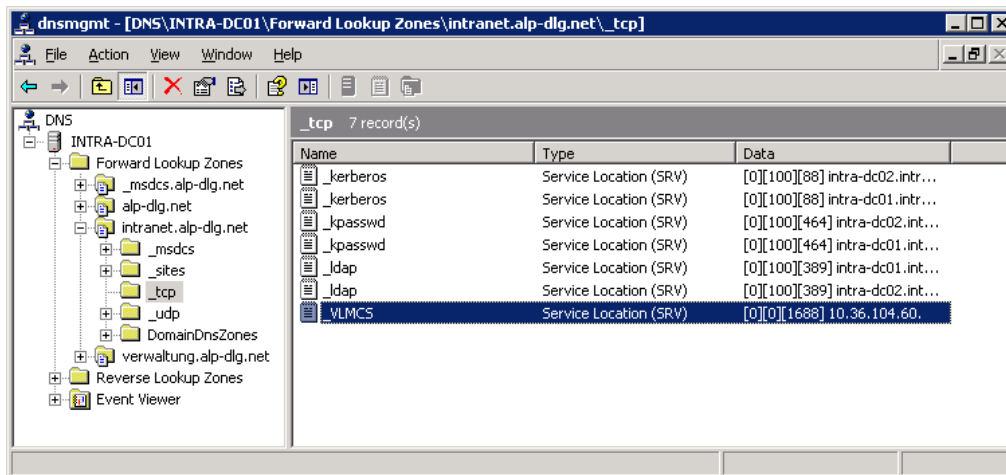 dnsmgmt - [DNS\INTRA-DC01\Forward Lookup Zones\intranet.alp-dlg.net\_tcp]
File Action View Window Help
DNS
INTRA-DC01
Forward Lookup Zones
_msdcs.alp-dlg.net
alp-dlg.net
intranet.alp-dlg.net
_msdcs
_sites
_tcp
_udp
DomainDnsZones
verwaltung.alp-dlg.net
Reverse Lookup Zones
Event Viewer
_tcp 7 record(s)
Name Type Data
_kerberos Service Location (SRV) [0][100][88] intra-dc02.intr...
_kerberos Service Location (SRV) [0][100][88] intra-dc01.intr...
_kpasswd Service Location (SRV) [0][100][464] intra-dc02.int...
_kpasswd Service Location (SRV) [0][100][464] intra-dc01.int...
_ldap Service Location (SRV) [0][100][389] intra-dc01.int...
_ldap Service Location (SRV) [0][100][389] intra-dc02.int...
_VLMCS Service Location (SRV) [0][0][1688] 10.36.104.60.